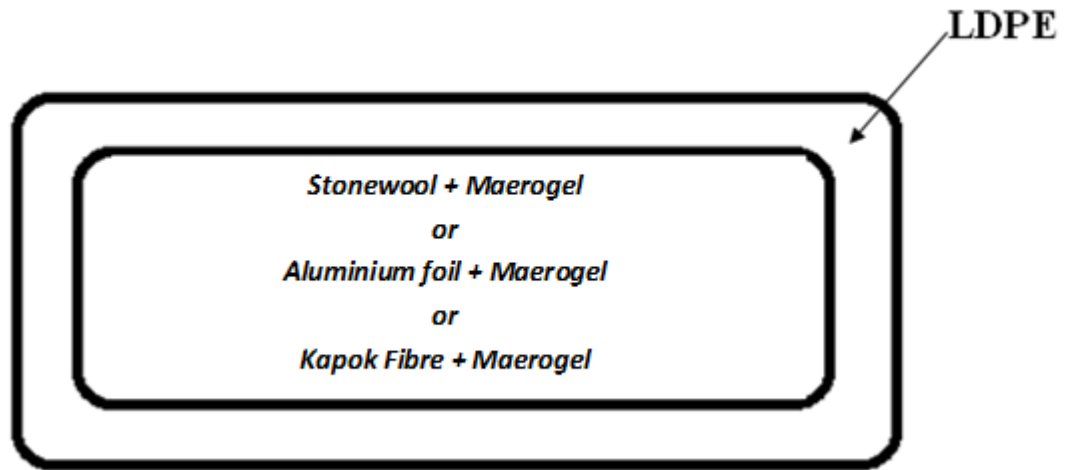 LDPE
Stonewool + Maerogel
or
Aluminium foil + Maerogel
or
Kapok Fibre + Maerogel